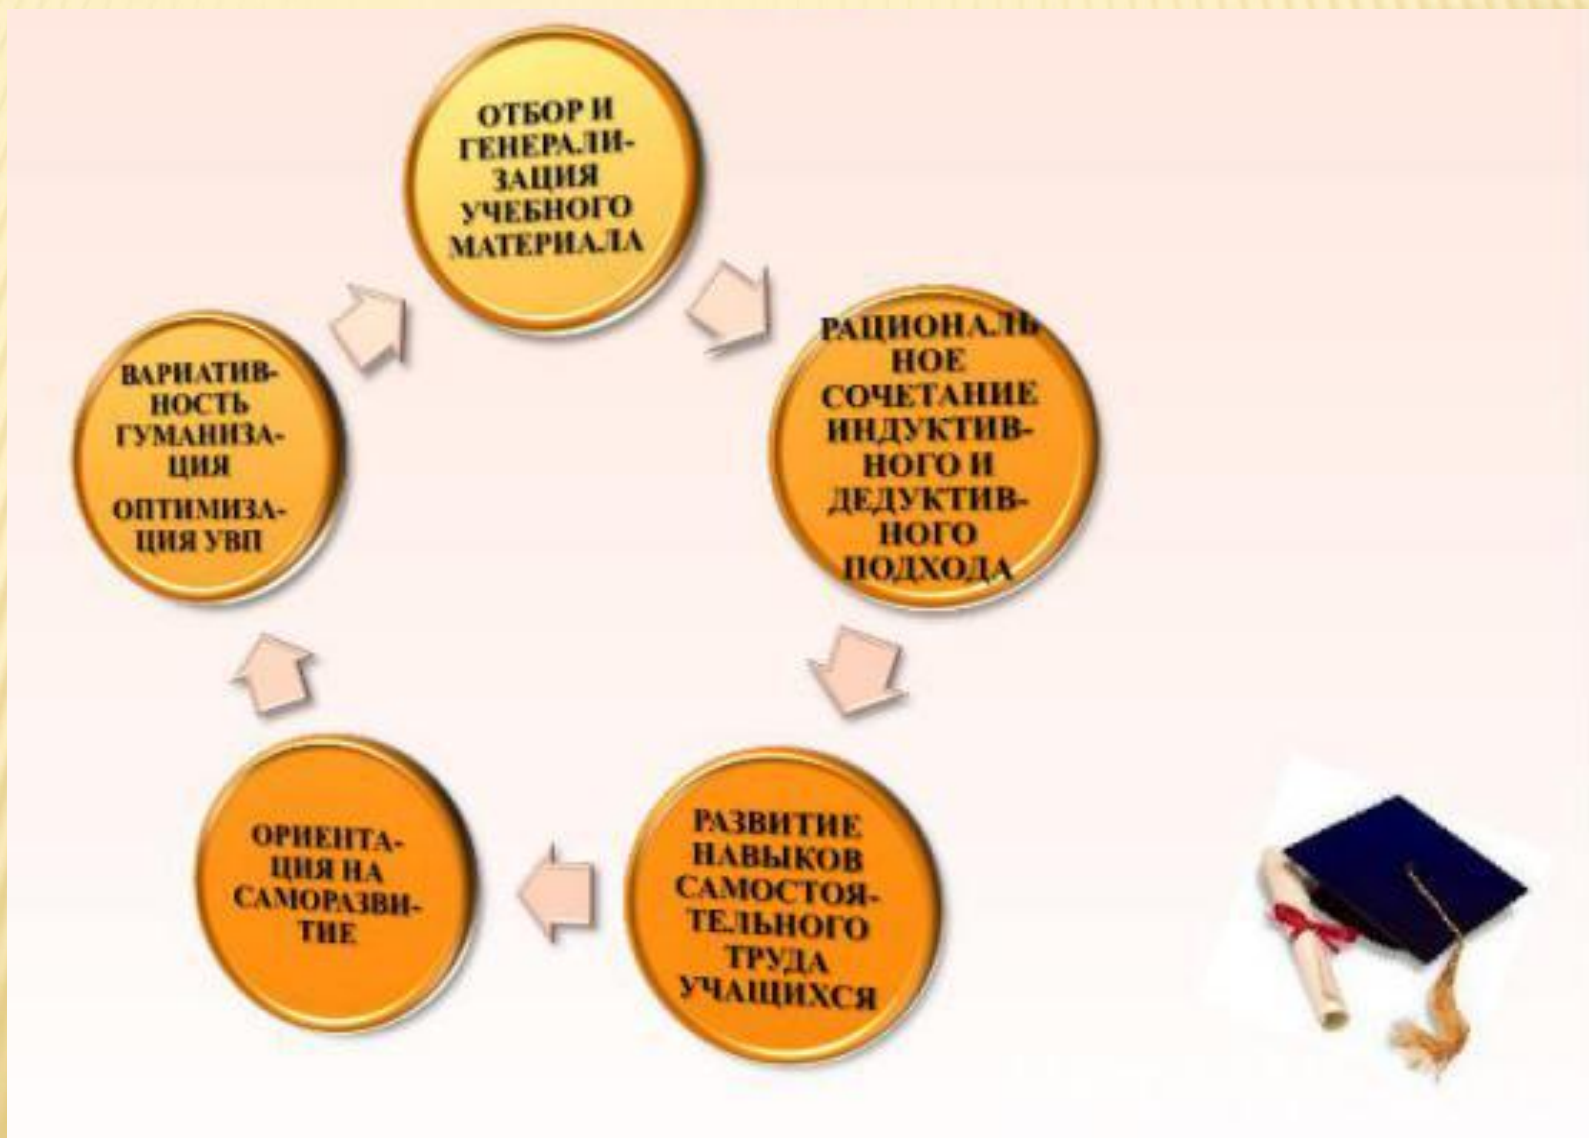 ОТБОР И
ГЕНЕРАЛИ-
ЗАЦИЯ
УЧЕБНОГО
МАТЕРИАЛА
РАЦИОНАЛЬ
НОЕ
СОЧЕТАНИЕ
ИНДУКТИВ-
НОГО И
ДЕДУКТИВ-
НОГО
ПОДХОДА
РАЗВИТИЕ
НАВЫКОВ
САМОСТОЯ-
ТЕЛЬНОГО
ТРУДА
УЧАЩИХСЯ
ОРИЕНТА-
ЦИЯ НА
САМОРАЗВИ-
ТИЕ
ВАРИАТИВ-
НОСТЬ
ГУМАНИЗА-
ЦИЯ
ОПТИМИЗА-
ЦИЯ УВП